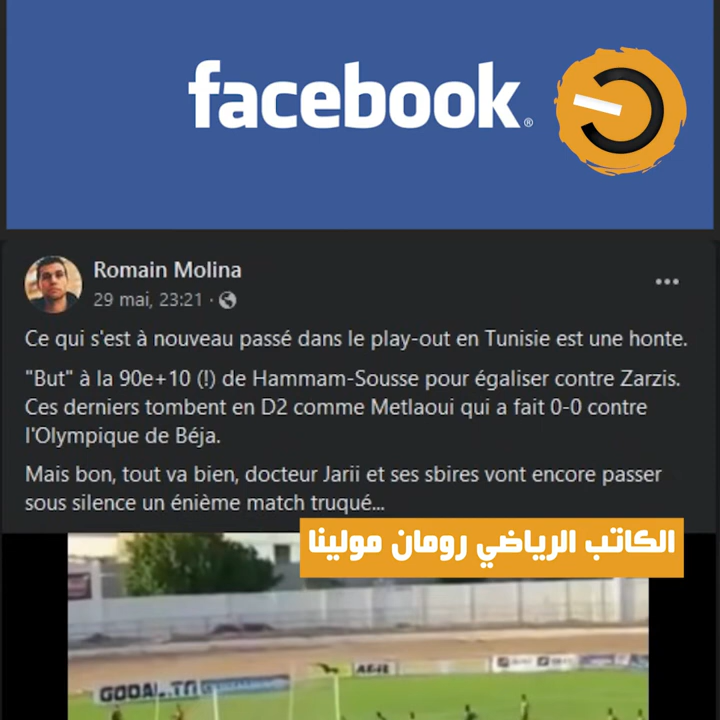 facebook®
Romain Molina
29 mai, 23:21 ·
Ce qui s'est à nouveau passé dans le play-out en Tunisie est une honte.
"But" à la 90e+10 (!) de Hammam-Sousse pour égaliser contre Zarzis.
Ces derniers tombent en D2 comme Metlaoui qui a fait 0-0 contre
l'Olympique de Béja.
Mais bon, tout va bien, docteur Jarii et ses sbires vont encore passer
sous silence un énième match truqué...
الكاتب الرياضي رومان مولينا
GOOAL.TN